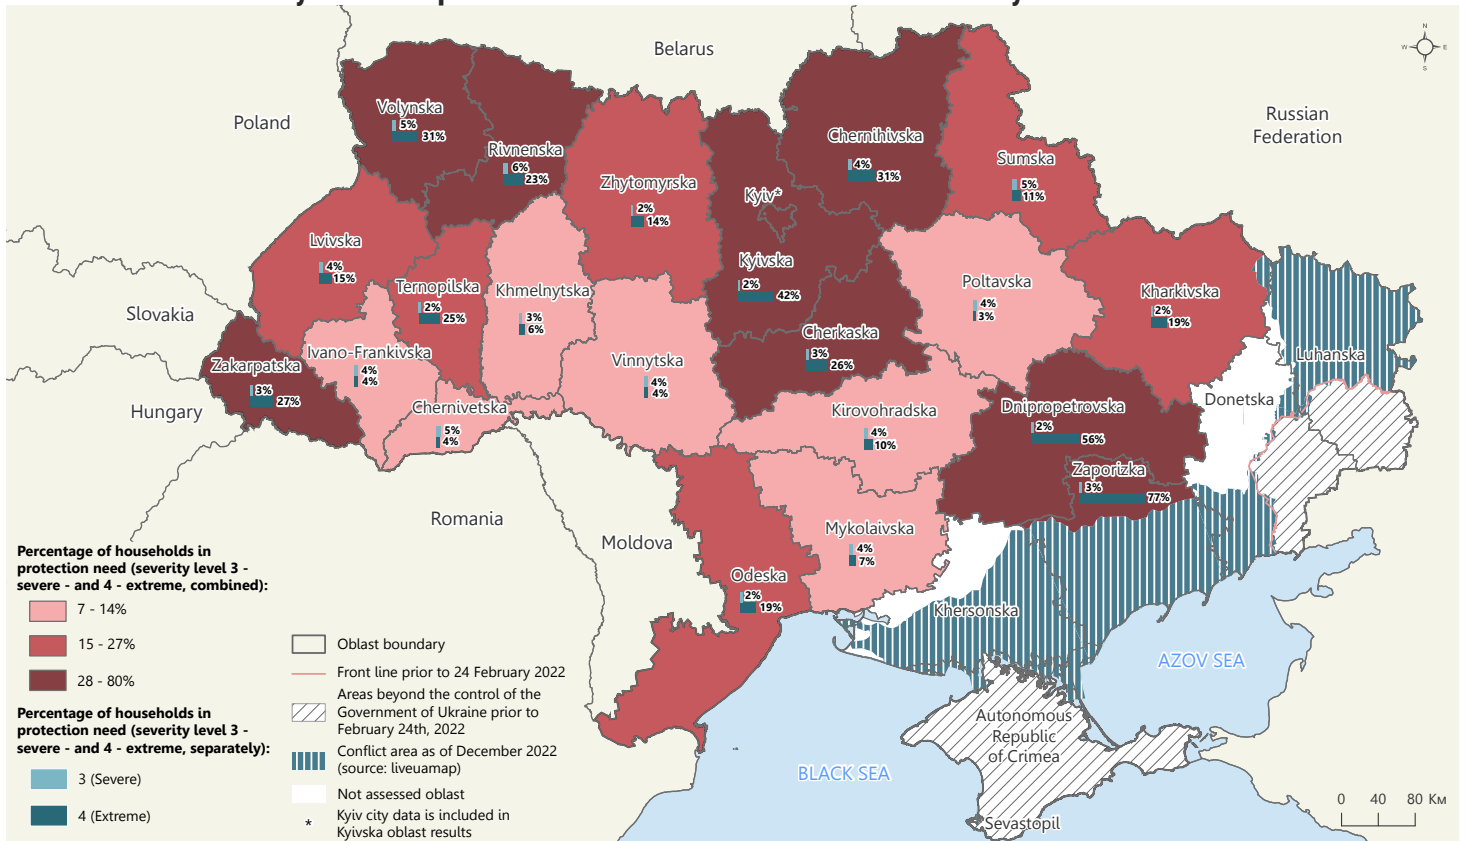 Belarus
N
W
E
S
Poland
Russian
Federation
Volynska
5%
31%
Rivnenska
6%
23%
Zhytomyrska
2%
14%
Kyiv*
Chernihivska
4%
31%
Sumska
5%
11%
Lvivska
4%
15%
Ternopilska
2%
25%
Khmelnytska
3%
6%
Kyivska
2%
42%
Poltavska
4%
3%
Kharkivska
2%
19%
Slovakia
Cherkaska
3%
26%
Luhanska
Zakarpatska
3%
27%
Ivano-Frankivska
4%
4%
Vinnytska
4%
4%
Hungary
Chernivetska
5%
4%
Kirovohradska
4%
10%
Dnipropetrovska
2%
56%
Donetska
Zaporizka
3%
77%
Romania
Moldova
Mykolaivska
4%
7%
Odeska
2%
19%
Khersonska
AZOV SEA
BLACK SEA
Autonomous
Republic
of Crimea
Sevastopil
0 40 80 Км
Percentage of households in
protection need (severity level 3 -
severe - and 4 - extreme, combined):
7 - 14%
15 - 27%
28 - 80%
Percentage of households in
protection need (severity level 3 -
severe - and 4 - extreme, separately):
3 (Severe)
4 (Extreme)
Oblast boundary
Front line prior to 24 February 2022
Areas beyond the control of the
Government of Ukraine prior to
February 24th, 2022
Conflict area as of December 2022
(source: liveuamap)
Not assessed oblast
* Kyiv city data is included in
Kyivska oblast results